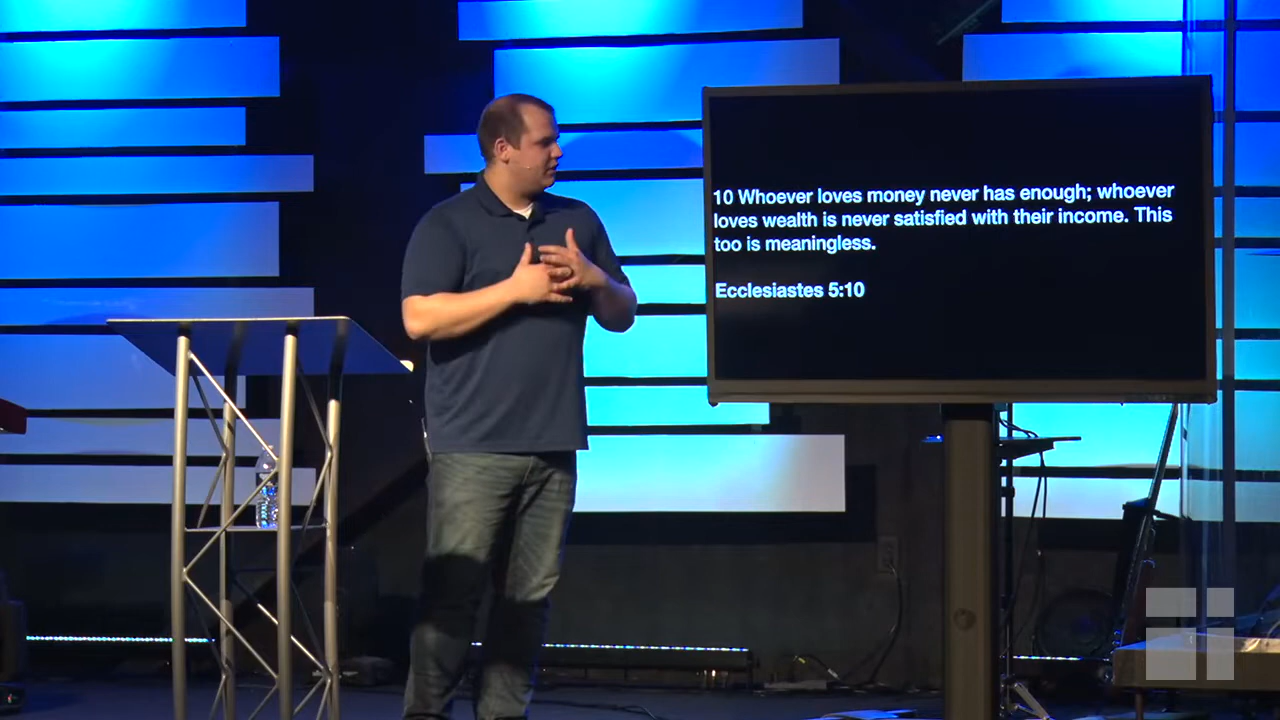 10 Whoever loves money never has enough; whoever
loves wealth is never satisfied with their income. This
too is meaningless.
Ecclesiastes 5:10